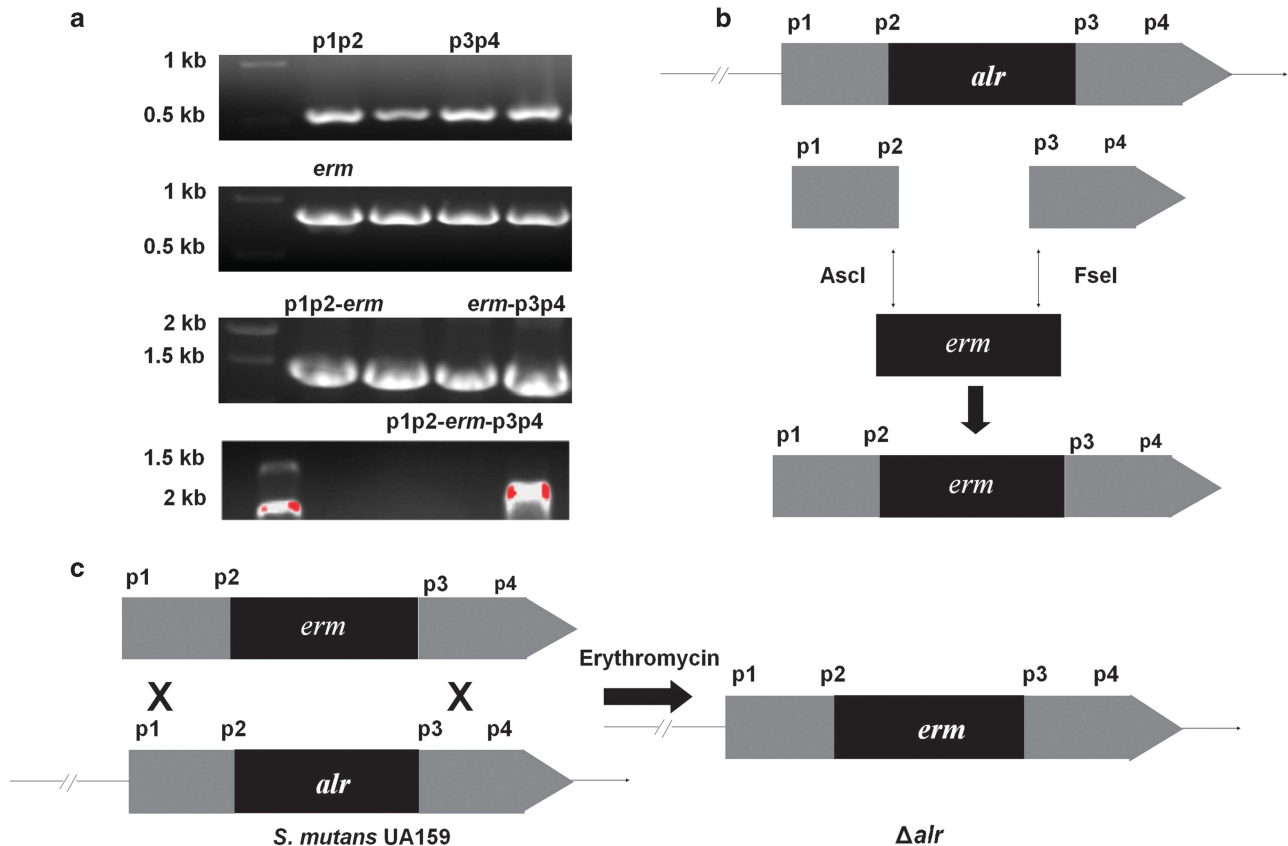 a
p1p2 p3p4
1 kb
0.5 kb
erm
1 kb
0.5 kb
p1p2-erm erm-p3p4
2 kb
1.5 kb
p1p2-erm-p3p4
1.5 kb
2 kb
b
p1 p2 p3 p4
alr
p1 p2 p3 p4
AscI FseI
erm
p1 p2 p3 p4
erm
c
p1 p2 p3 p4
erm
X X
p1 p2 p3 p4
alr
S. mutans UA159
Erythromycin
p1 p2 p3 p4
erm
Δalr